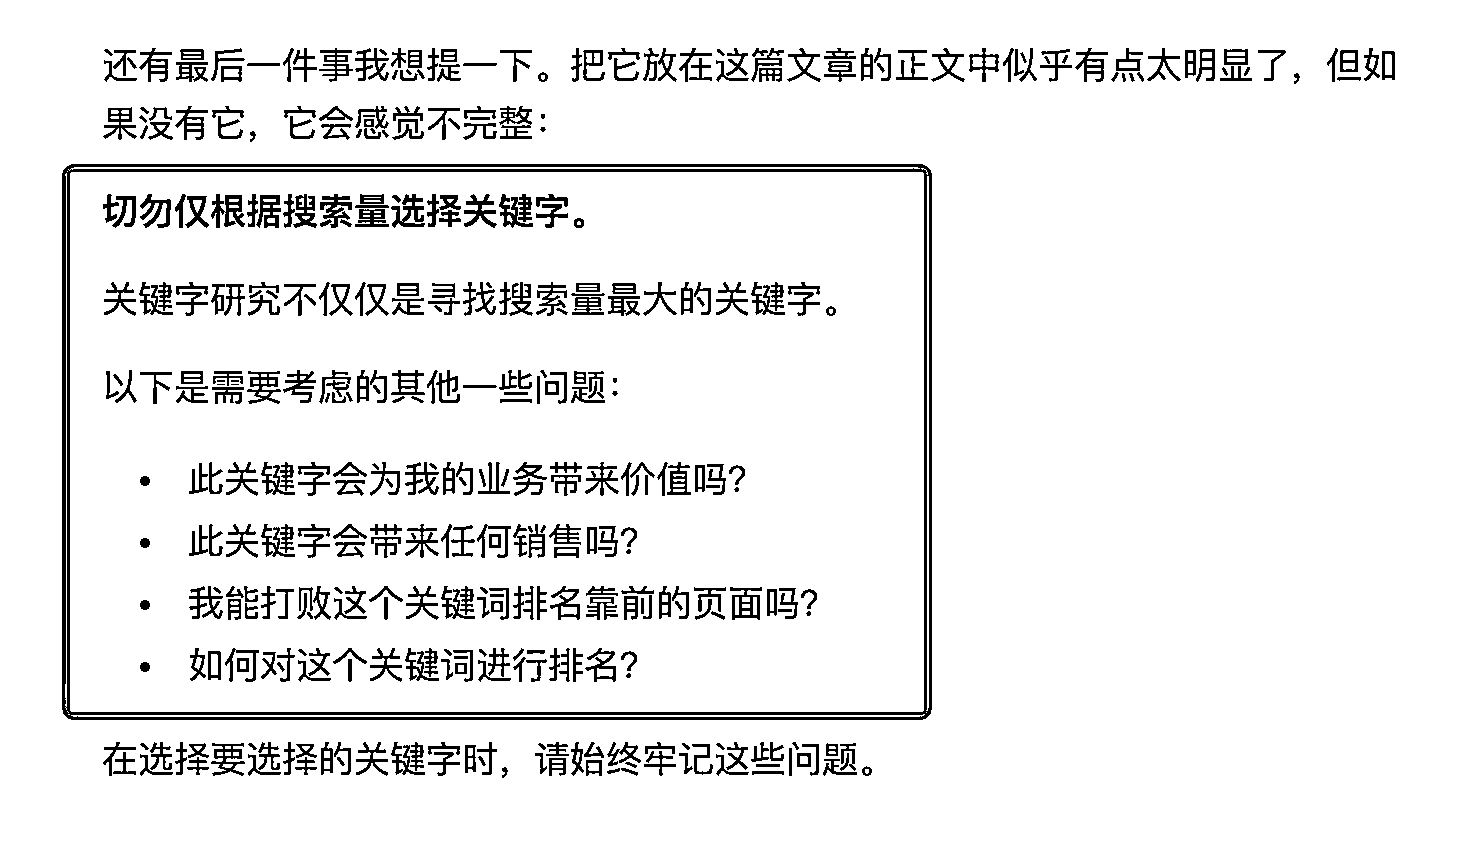 还有最后一件事我想提一下。把它放在这篇文章的正文中似乎有点太明显了，但如
果没有它，它会感觉不完整：
切勿仅根据搜索量选择关键字。
关键字研究不仅仅是寻找搜索量最大的关键字。
以下是需要考虑的其他一些问题：
• 此关键字会为我的业务带来价值吗？
• 此关键字会带来任何销售吗？
• 我能打败这个关键词排名靠前的页面吗？
• 如何对这个关键词进行排名？
在选择要选择的关键字时，请始终牢记这些问题。